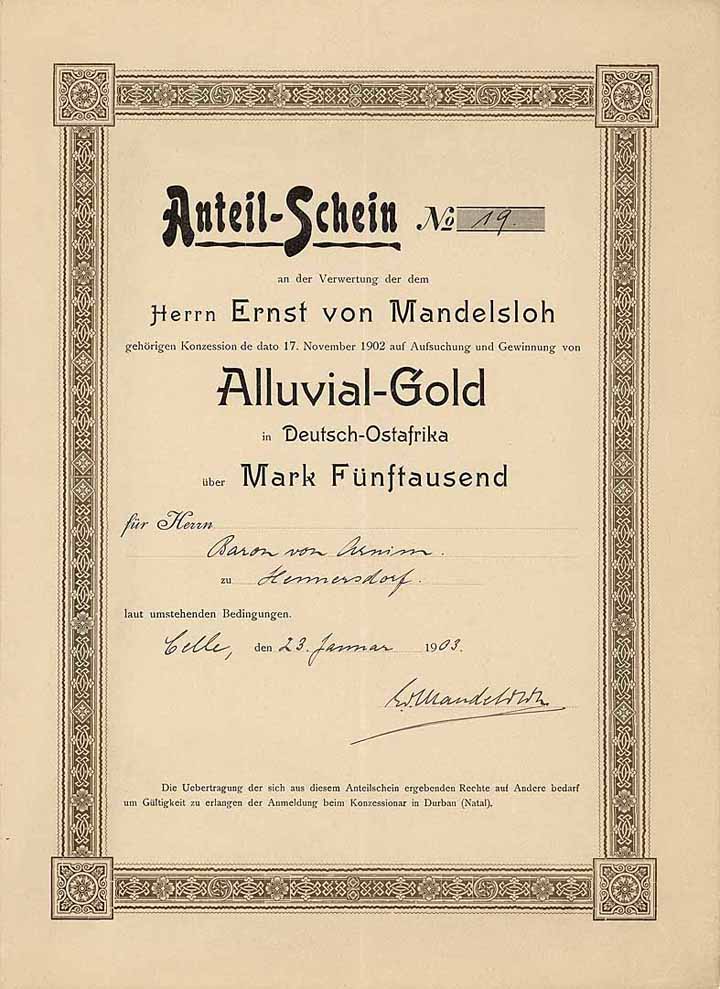 Anteil-Schein No 19.
an der Verwertung der dem
Herrn Ernst von Mandelsloh
gehörigen Konzession de dato 17. November 1902 auf Aufsuchung und Gewinnung von
Alluvial-Gold
in Deutsch-Ostafrika
über Mark Fünftausend
für Herrn
Baron von Arnim.
zu Hennersdorf.
laut umstehenden Bedingungen.
Celle, den 23. Januar 1903.
E. v. Mandelsloh
Die Uebertragung der sich aus diesem Anteilschein ergebenden Rechte auf Andere bedarf
um Gültigkeit zu erlangen der Anmeldung beim Konzessionar in Durban (Natal).